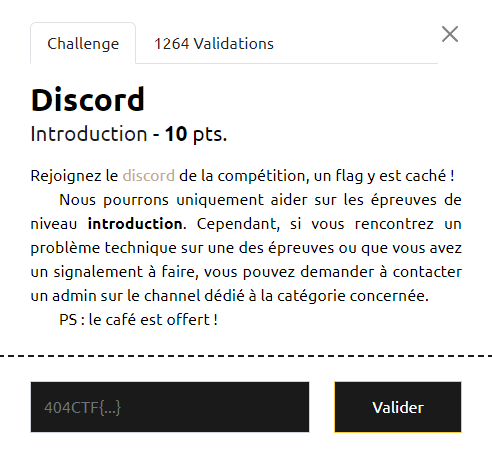 Challenge
1264 Validations
Discord
Introduction - 10 pts.
Rejoignez le discord de la compétition, un flag y est caché !
Nous pourrons uniquement aider sur les épreuves de
niveau introduction. Cependant, si vous rencontrez un
problème technique sur une des épreuves ou que vous avez
un signalement à faire, vous pouvez demander à contacter
un admin sur le channel dédié à la catégorie concernée.
PS : le café est offert !
404CTF{...}
Valider